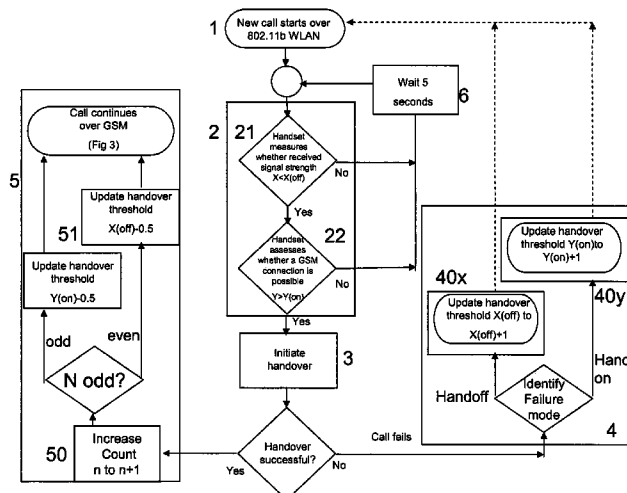 1
New call starts over
802.11b WLAN
Wait 5
seconds
6
Call continues
over GSM
(Fig 3)
5
2
21
Handset
measures
whether received
signal strength
X<X(off)
No
Yes
51
Update handover
threshold
X(off)-0.5
Update handover
threshold
Y(on)-0.5
Handset
assesses
whether a GSM
connection is
possible
Y>Y(on)
22
No
Yes
Update handover
threshold Y(on)to
Y(on)+1
40x
40y
Update handover
threshold X(off) to
X(off)+1
odd
even
N odd?
Initiate
handover
3
Handoff
Hand
on
Identify
Failure
mode
4
50
Increase
Count
n to n+1
Yes
Handover
successful?
No
Call fails